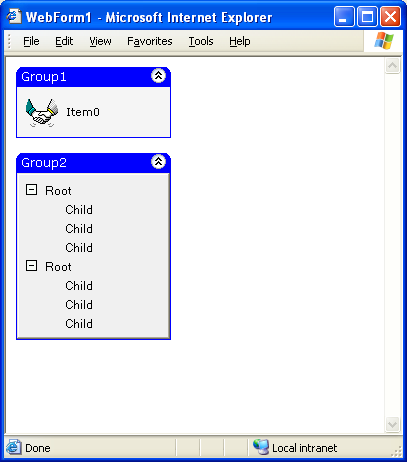 WebForm1 - Microsoft Internet Explorer
File Edit View Favorites Tools Help
Group1
Item0
Group2
Root
Child
Child
Child
Root
Child
Child
Child
Done Local intranet